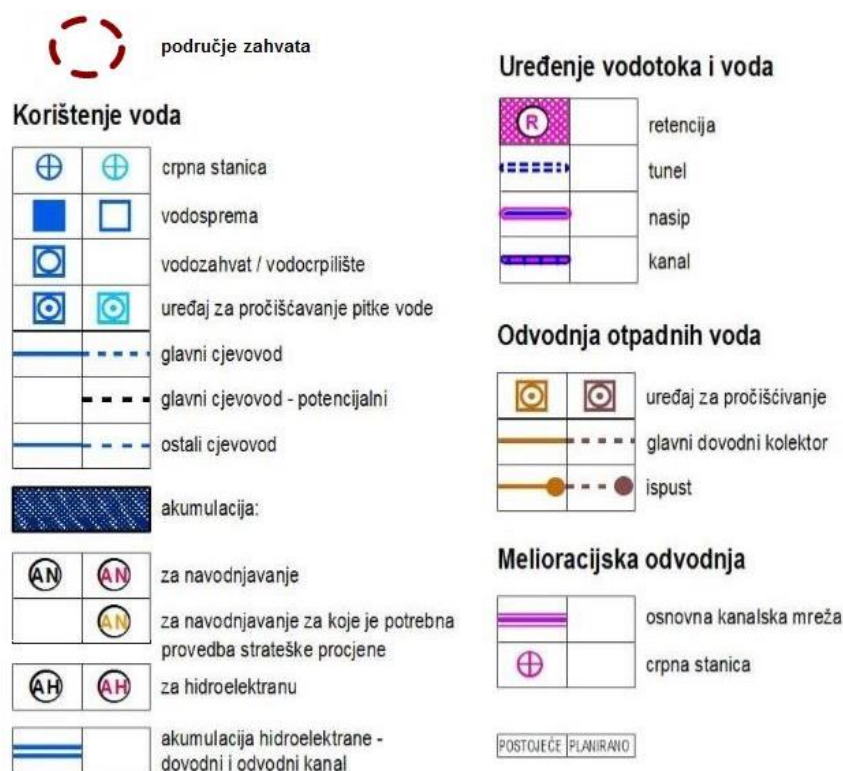 područje zahvata
Korištenje voda
crpna stanica
vodosprema
vodozahvat / vodocrpilište
uređaj za pročišćavanje pitke vode
glavni cjevovod
glavni cjevovod - potencijalni
ostali cjevovod
akumulacija:
AN AN za navodnjavanje
AN za navodnjavanje za koje je potrebna
provedba strateške procjene
AH AH za hidroelektranu
akumulacija hidroelektrane -
dovodni i odvodni kanal
Uređenje vodotoka i voda
R retencija
tunel
nasip
kanal
Odvodnja otpadnih voda
uređaj za pročišćivanje
glavni dovodni kolektor
ispust
Melioracijska odvodnja
osnovna kanalska mreža
crpna stanica
POSTOJEĆE PLANIRANO